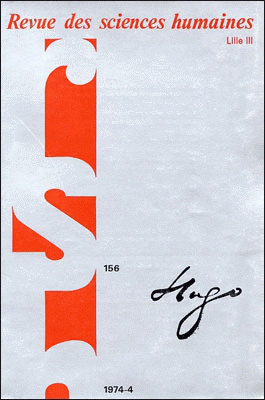 Revue des sciences humaines
Lille III
156
Hugo
1974-4